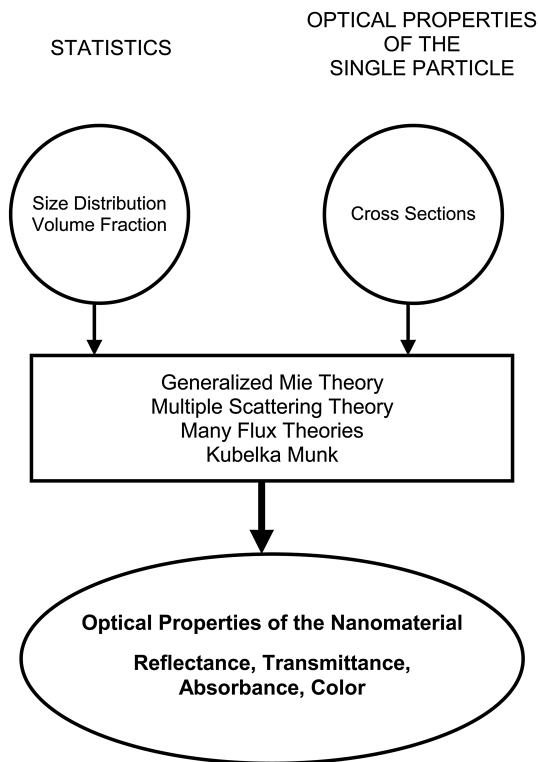 STATISTICS
OPTICAL PROPERTIES
OF THE
SINGLE PARTICLE
Size Distribution
Volume Fraction
Cross Sections
Generalized Mie Theory
Multiple Scattering Theory
Many Flux Theories
Kubelka Munk
Optical Properties of the Nanomaterial
Reflectance, Transmittance,
Absorbance, Color